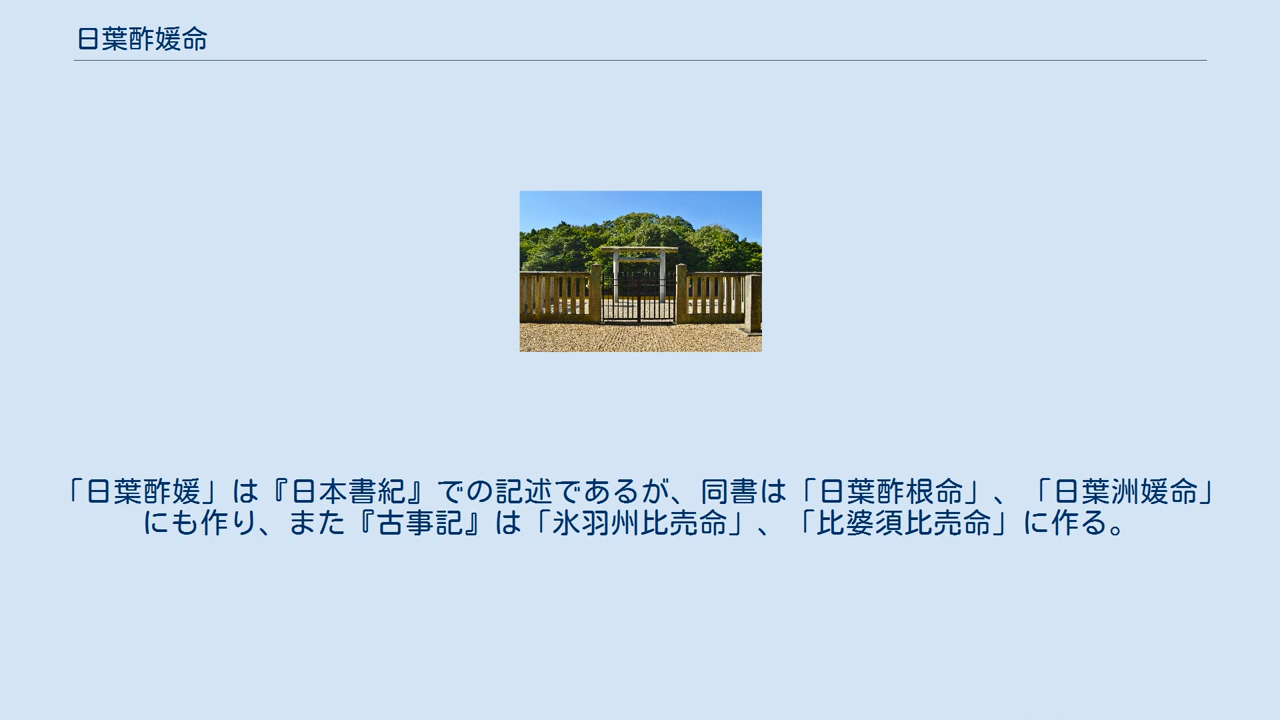 日葉酢媛命
「日葉酢媛」は『日本書紀』での記述であるが、同書は「日葉酢根命」、「日葉洲媛命」
にも作り、また『古事記』は「氷羽州比売命」、「比婆須比売命」に作る。